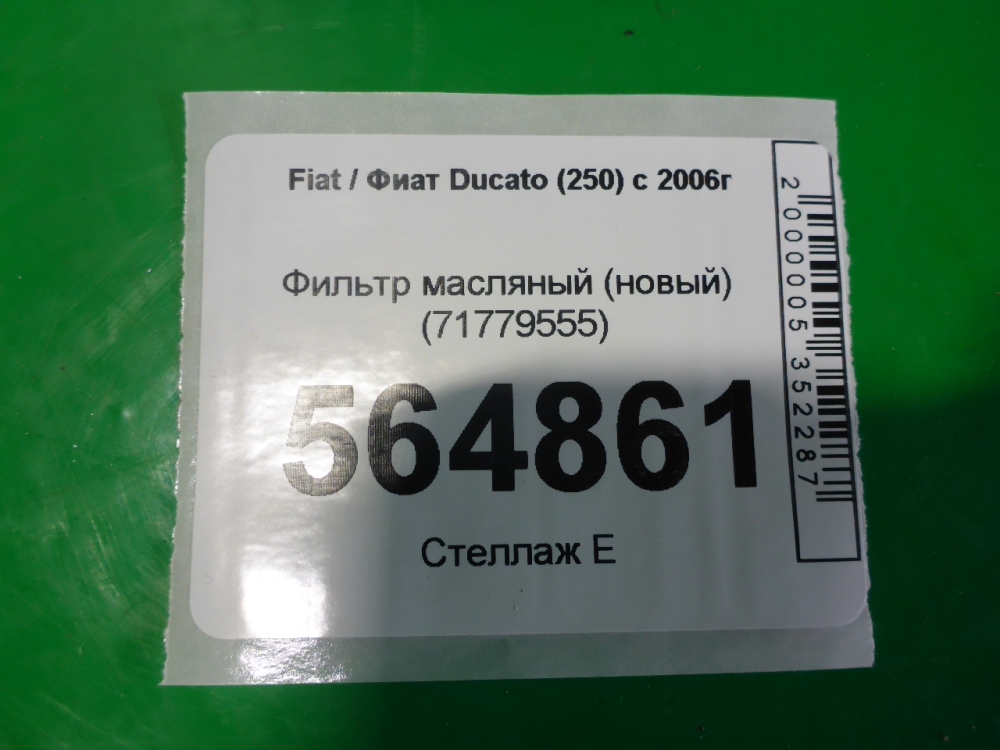 Fiat / Фиат Ducato (250) с 2006г
Фильтр масляный (новый)
(71779555)
564861
Стеллаж Е
2000005352287